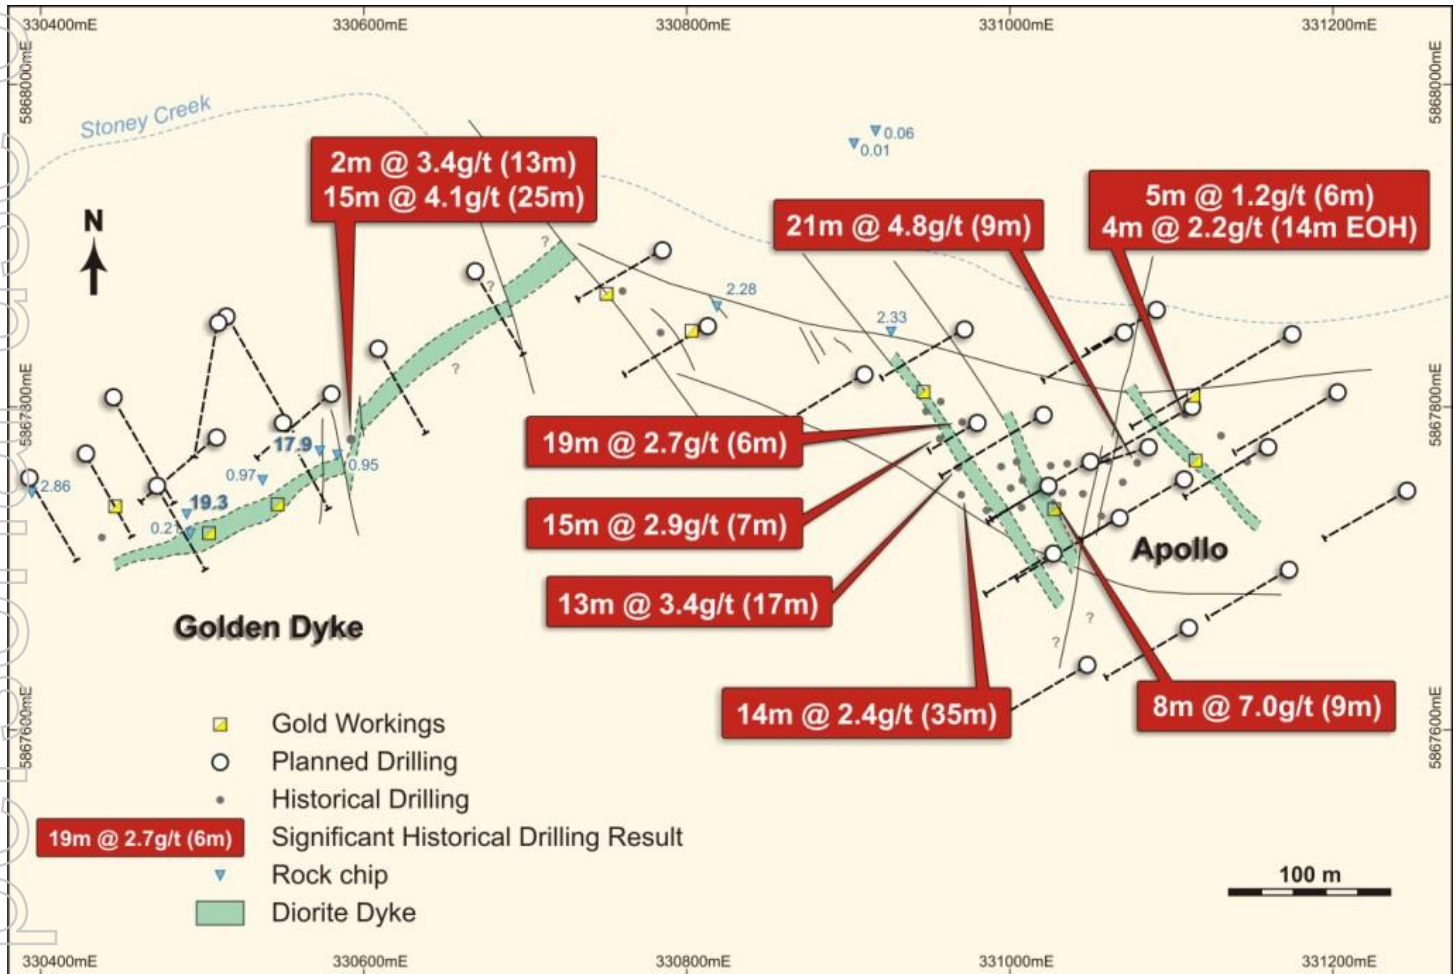 330400mE 330600mE 330800mE 331000mE 331200mE
5868000mE 5868000mE
Stoney Creek
0.06
0.01
2m @ 3.4g/t (13m)
15m @ 4.1g/t (25m)
5m @ 1.2g/t (6m)
4m @ 2.2g/t (14m EOH)
21m @ 4.8g/t (9m)
N
?
?
2.28
2.33
?
5867800mE 5867800mE
19m @ 2.7g/t (6m)
17.9
0.95
0.97
2.86
19.3
0.21
15m @ 2.9g/t (7m)
Apollo
13m @ 3.4g/t (17m)
Golden Dyke
?
?
14m @ 2.4g/t (35m)
8m @ 7.0g/t (9m)
5867600mE 5867600mE
Gold Workings
Planned Drilling
Historical Drilling
19m @ 2.7g/t (6m) Significant Historical Drilling Result
Rock chip
Diorite Dyke
100 m
330400mE 330600mE 330800mE 331000mE 331200mE